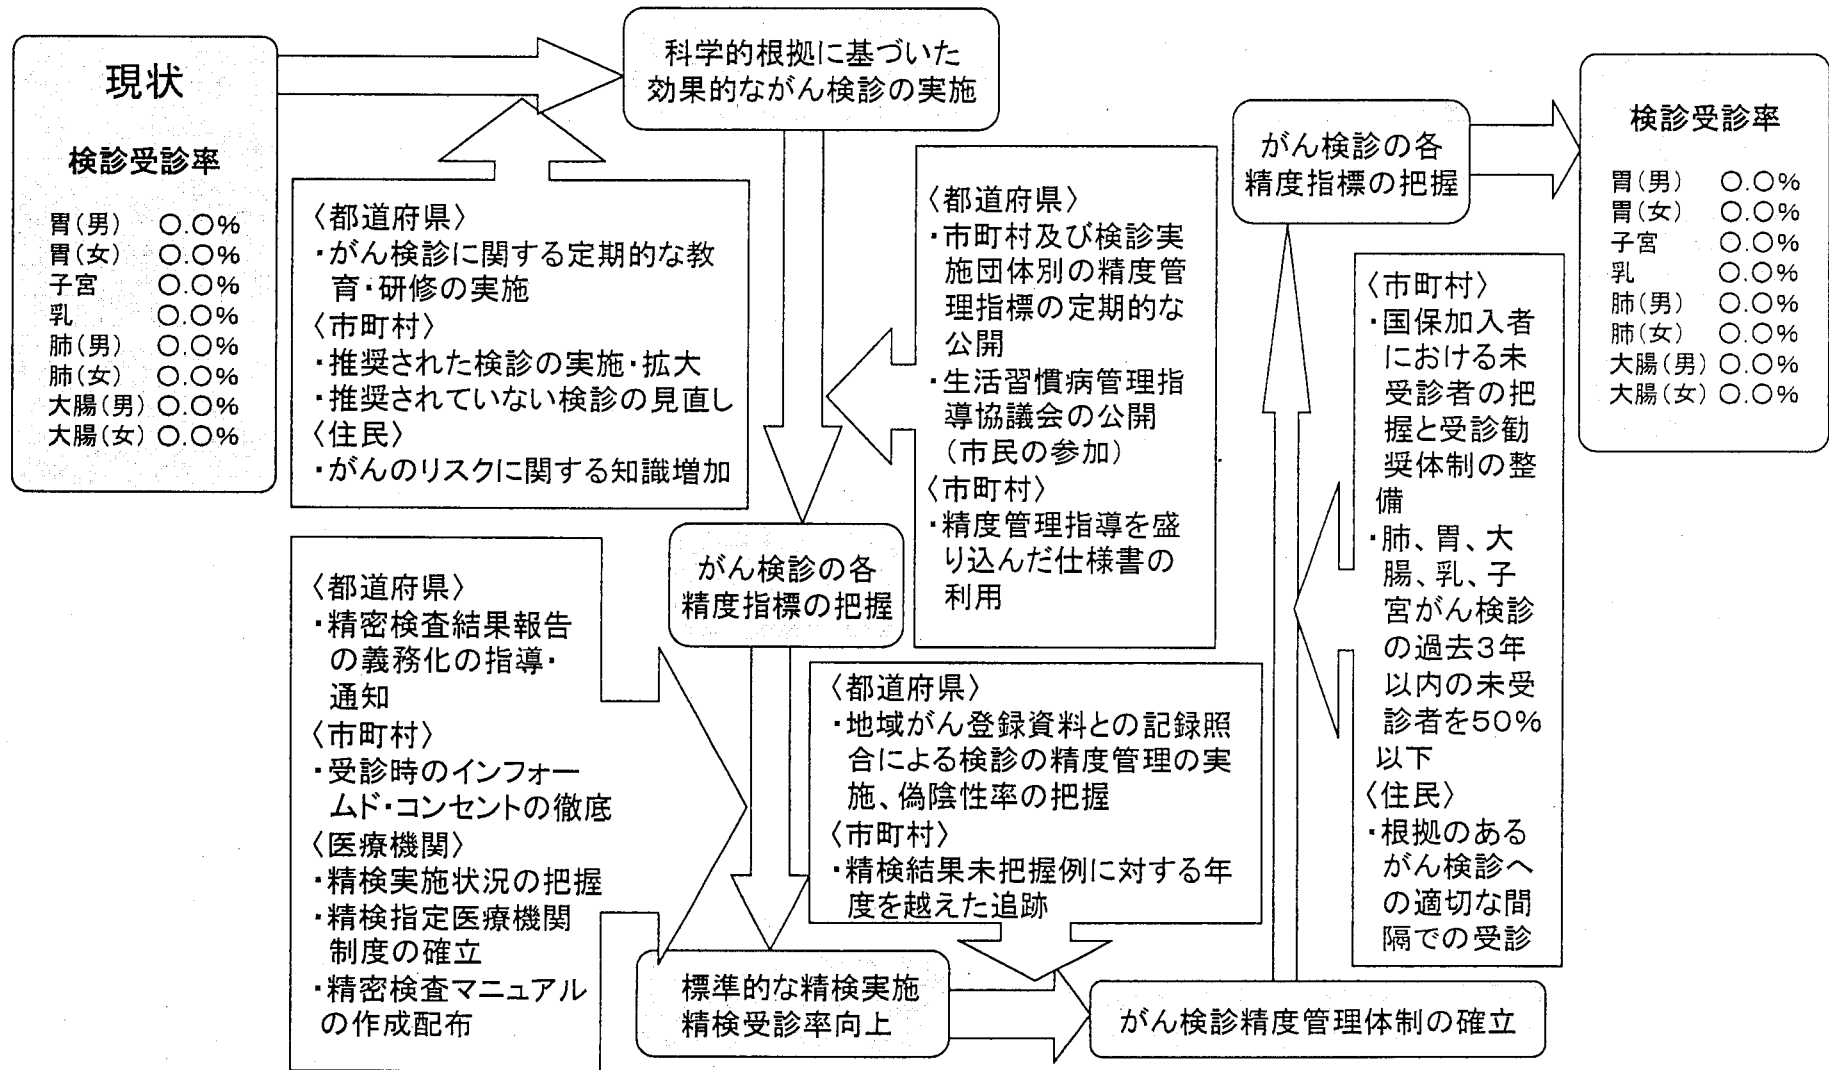 現状
検診受診率
胃(男) 〇.〇%
胃(女) 〇.〇%
子宮 〇.〇%
乳 〇.〇%
肺(男) 〇.〇%
肺(女) 〇.〇%
大腸(男) 〇.〇%
大腸(女) 〇.〇%
科学的根拠に基づいた
効果的ながん検診の実施
〈都道府県〉
・がん検診に関する定期的な教
育・研修の実施
〈市町村〉
・推奨された検診の実施・拡大
・推奨されていない検診の見直し
〈住民〉
・がんのリスクに関する知識増加
〈都道府県〉
・市町村及び検診実
施団体別の精度管
理指標の定期的な
公開
・生活習慣病管理指
導協議会の公開
(市民の参加)
〈市町村〉
・精度管理指導を盛
り込んだ仕様書の
利用
がん検診の各
精度指標の把握
〈都道府県〉
・精密検査結果報告
の義務化の指導・
通知
〈市町村〉
・受診時のインフォー
ムド・コンセントの徹底
〈医療機関〉
・精検実施状況の把握
・精検指定医療機関
制度の確立
・精密検査マニュアル
の作成配布
〈都道府県〉
・地域がん登録資料との記録照
合による検診の精度管理の実
施、偽陰性率の把握
〈市町村〉
・精検結果未把握例に対する年
度を越えた追跡
標準的な精検実施
精検受診率向上
がん検診精度管理体制の確立
〈市町村〉
・国保加入者
における未
受診者の把
握と受診勧
奨体制の整
備
・肺、胃、大
腸、乳、子
宮がん検診
の過去3年
以内の未受
診者を50%
以下
〈住民〉
・根拠のある
がん検診へ
の適切な間
隔での受診
がん検診の各
精度指標の把握
検診受診率
胃(男) 〇.〇%
胃(女) 〇.〇%
子宮 〇.〇%
乳 〇.〇%
肺(男) 〇.〇%
肺(女) 〇.〇%
大腸(男) 〇.〇%
大腸(女) 〇.〇%